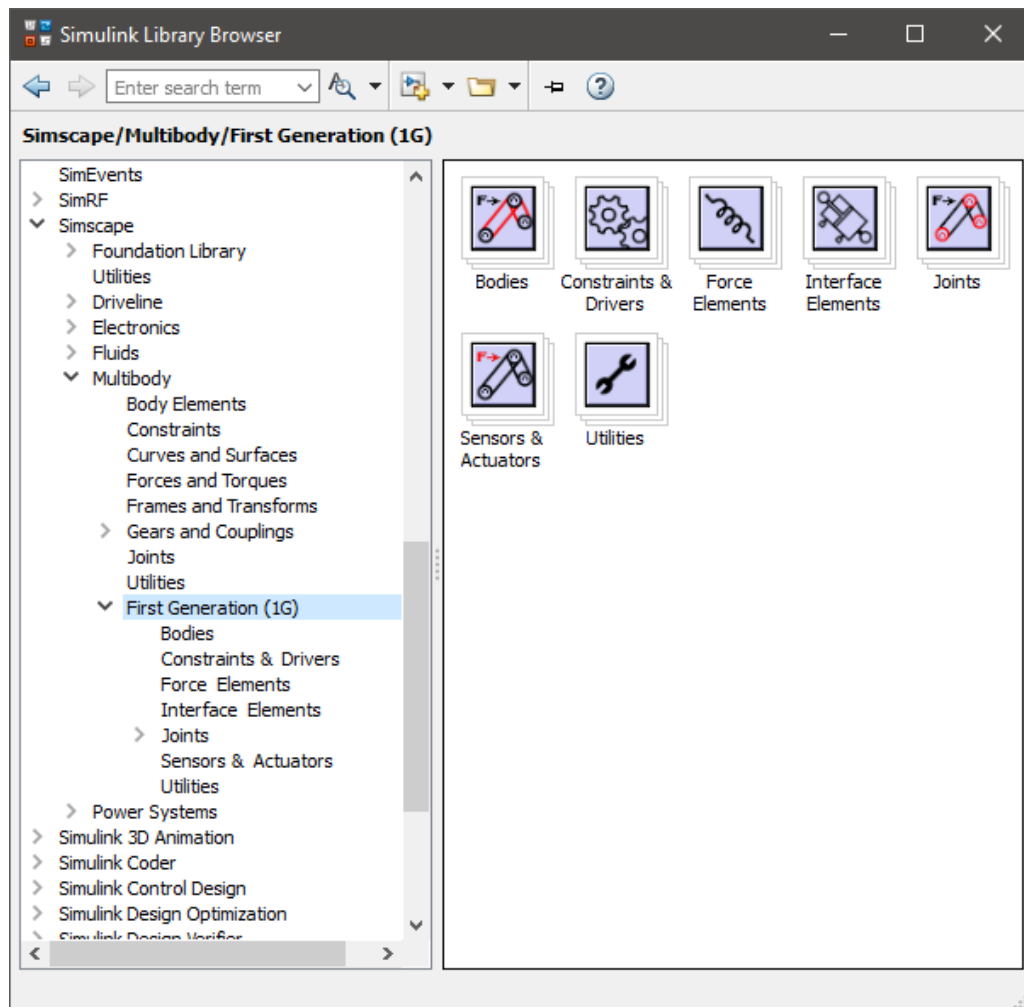 Simulink Library Browser
Enter search term
Simscape/Multibody/First Generation (1G)
SimEvents
SimRF
Simscape
Foundation Library
Utilities
Driveline
Electronics
Fluids
Multibody
Body Elements
Constraints
Curves and Surfaces
Forces and Torques
Frames and Transforms
Gears and Couplings
Joints
Utilities
First Generation (1G)
Bodies
Constraints & Drivers
Force Elements
Interface Elements
Joints
Sensors & Actuators
Utilities
Power Systems
Simulink 3D Animation
Simulink Coder
Simulink Control Design
Simulink Design Optimization
Simulink Design Verifier
F
Bodies
Constraints &
Drivers
Force
Elements
Interface
Elements
F
Joints
F
Sensors &
Actuators
Utilities